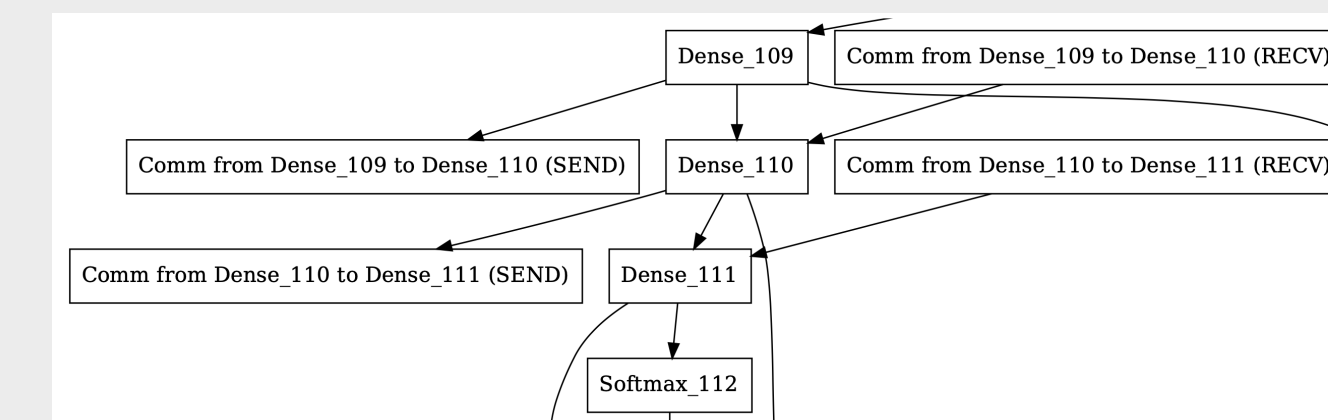 Dense_109
Comm from Dense_109 to Dense_110 (RECV)
Comm from Dense_109 to Dense_110 (SEND)
Dense_110
Comm from Dense_110 to Dense_111 (RECV)
Comm from Dense_110 to Dense_111 (SEND)
Dense_111
Softmax_112